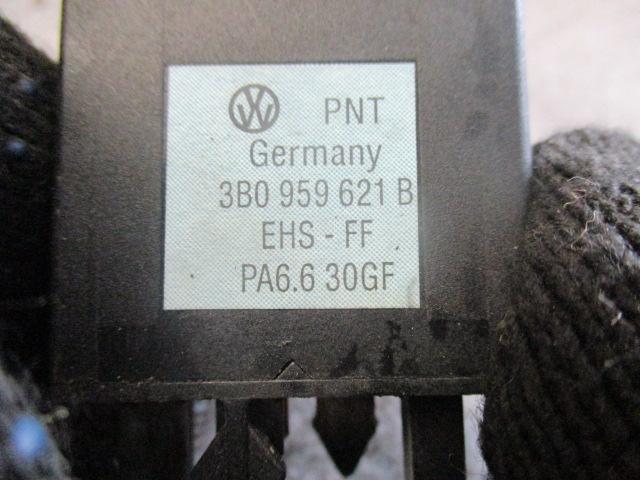 PNT
Germany
3B0 959 621 B
EHS - FF
PA6.6 30GF